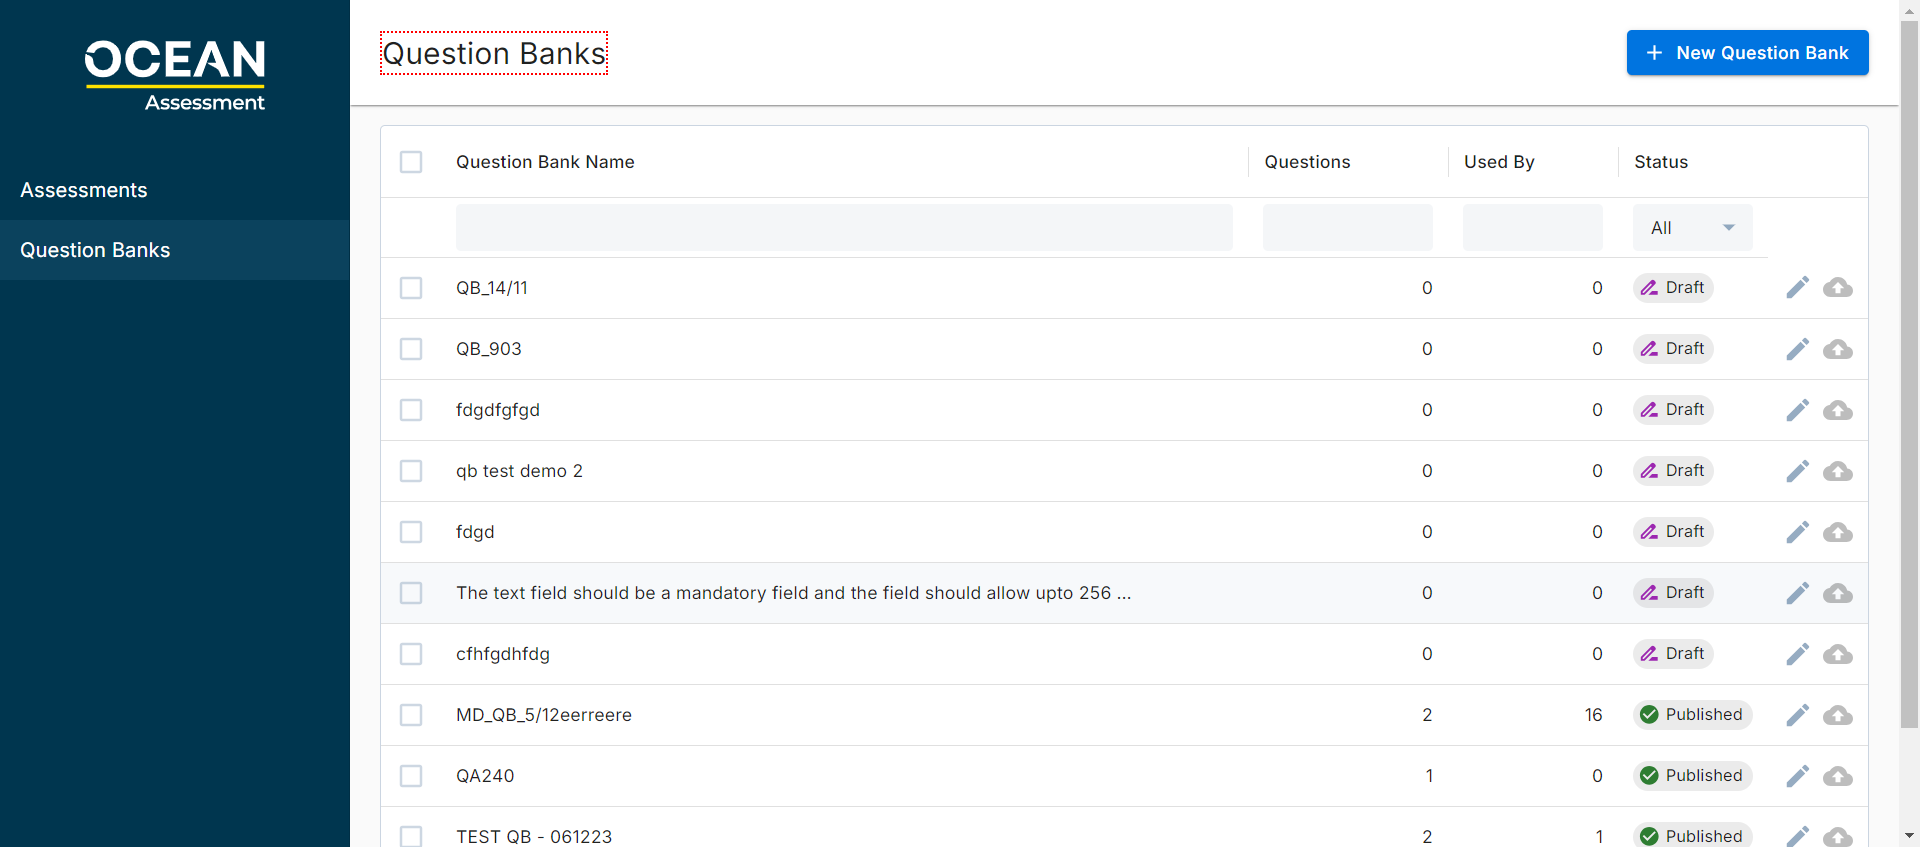 OCEAN
Assessment
Assessments
Question Banks
Question Banks
New Question Bank
Question Bank Name Questions Used By Status
All
QB_14/11 0 0 Draft
QB_903 0 0 Draft
fdgdfgfgd 0 0 Draft
qb test demo 2 0 0 Draft
fdgd 0 0 Draft
The text field should be a mandatory field and the field should allow upto 256 ... 0 0 Draft
cfhfgdhfdg 0 0 Draft
MD_QB_5/12eerreere 2 16 Published
QA240 1 0 Published
TEST QB - 061223 2 1 Published